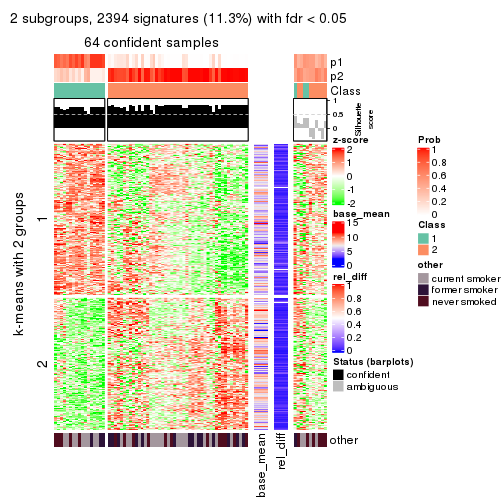 2 subgroups, 2394 signatures (11.3%) with fdr < 0.05
64 confident samples
p1
p2
Class
1
0.5
0
Silhouette
score
k-means with 2 groups
1
2
z-score
2
1
0
-1
-2
base_mean
15
10
5
0
rel_diff
1
0.8
0.6
0.4
0.2
0
Status (barplots)
confident
ambiguous
Prob
1
0.8
0.6
0.4
0.2
0
Class
1
2
other
current smoker
former smoker
never smoked
other
base_mean
rel_diff